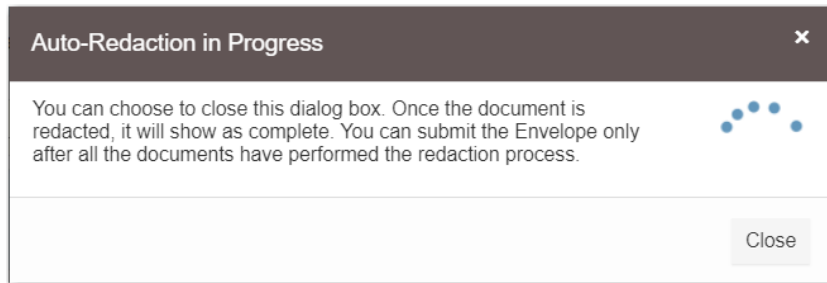 Auto-Redaction in Progress
You can choose to close this dialog box. Once the document is
redacted, it will show as complete. You can submit the Envelope only
after all the documents have performed the redaction process.
Close